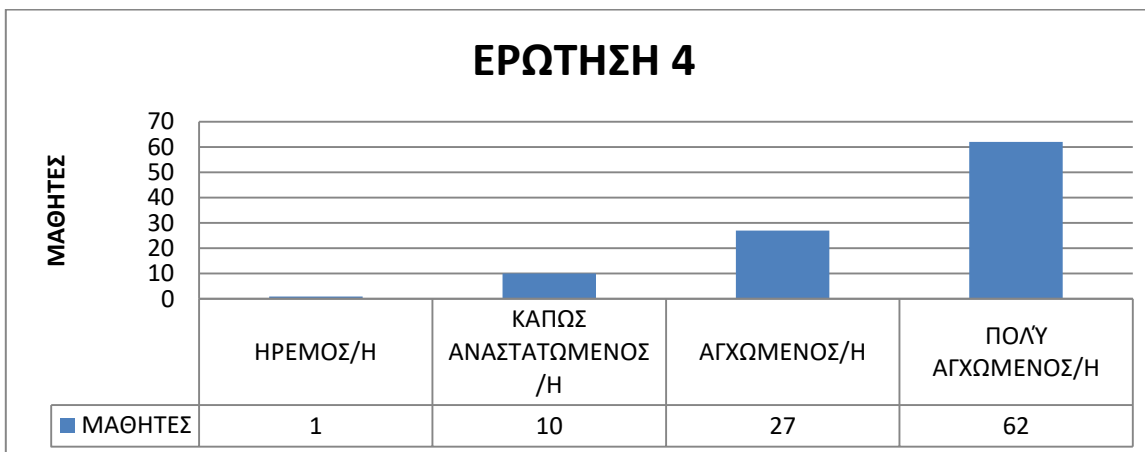 ΕΡΩΤΗΣΗ 4
ΜΑΘΗΤΕΣ
70
60
50
40
30
20
10
0
ΗΡΕΜΟΣ/Η
ΚΑΠΩΣ
ΑΝΑΣΤΑΤΩΜΕΝΟΣ
/Η
ΑΓΧΩΜΕΝΟΣ/Η
ΠΟΛΎ
ΑΓΧΩΜΕΝΟΣ/Η
ΜΑΘΗΤΕΣ 1 10 27 62